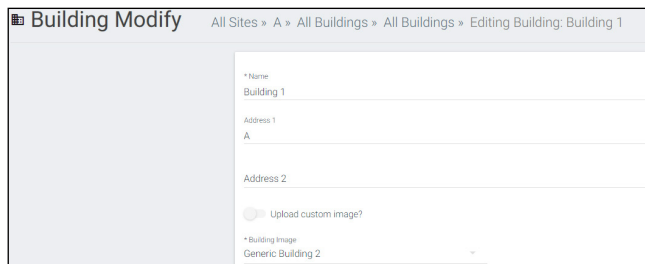 Building Modify All Sites » A » All Buildings » All Buildings » Editing Building: Building 1
* Name
Building 1
Address 1
A
Address 2
Upload custom image?
* Building Image
Generic Building 2